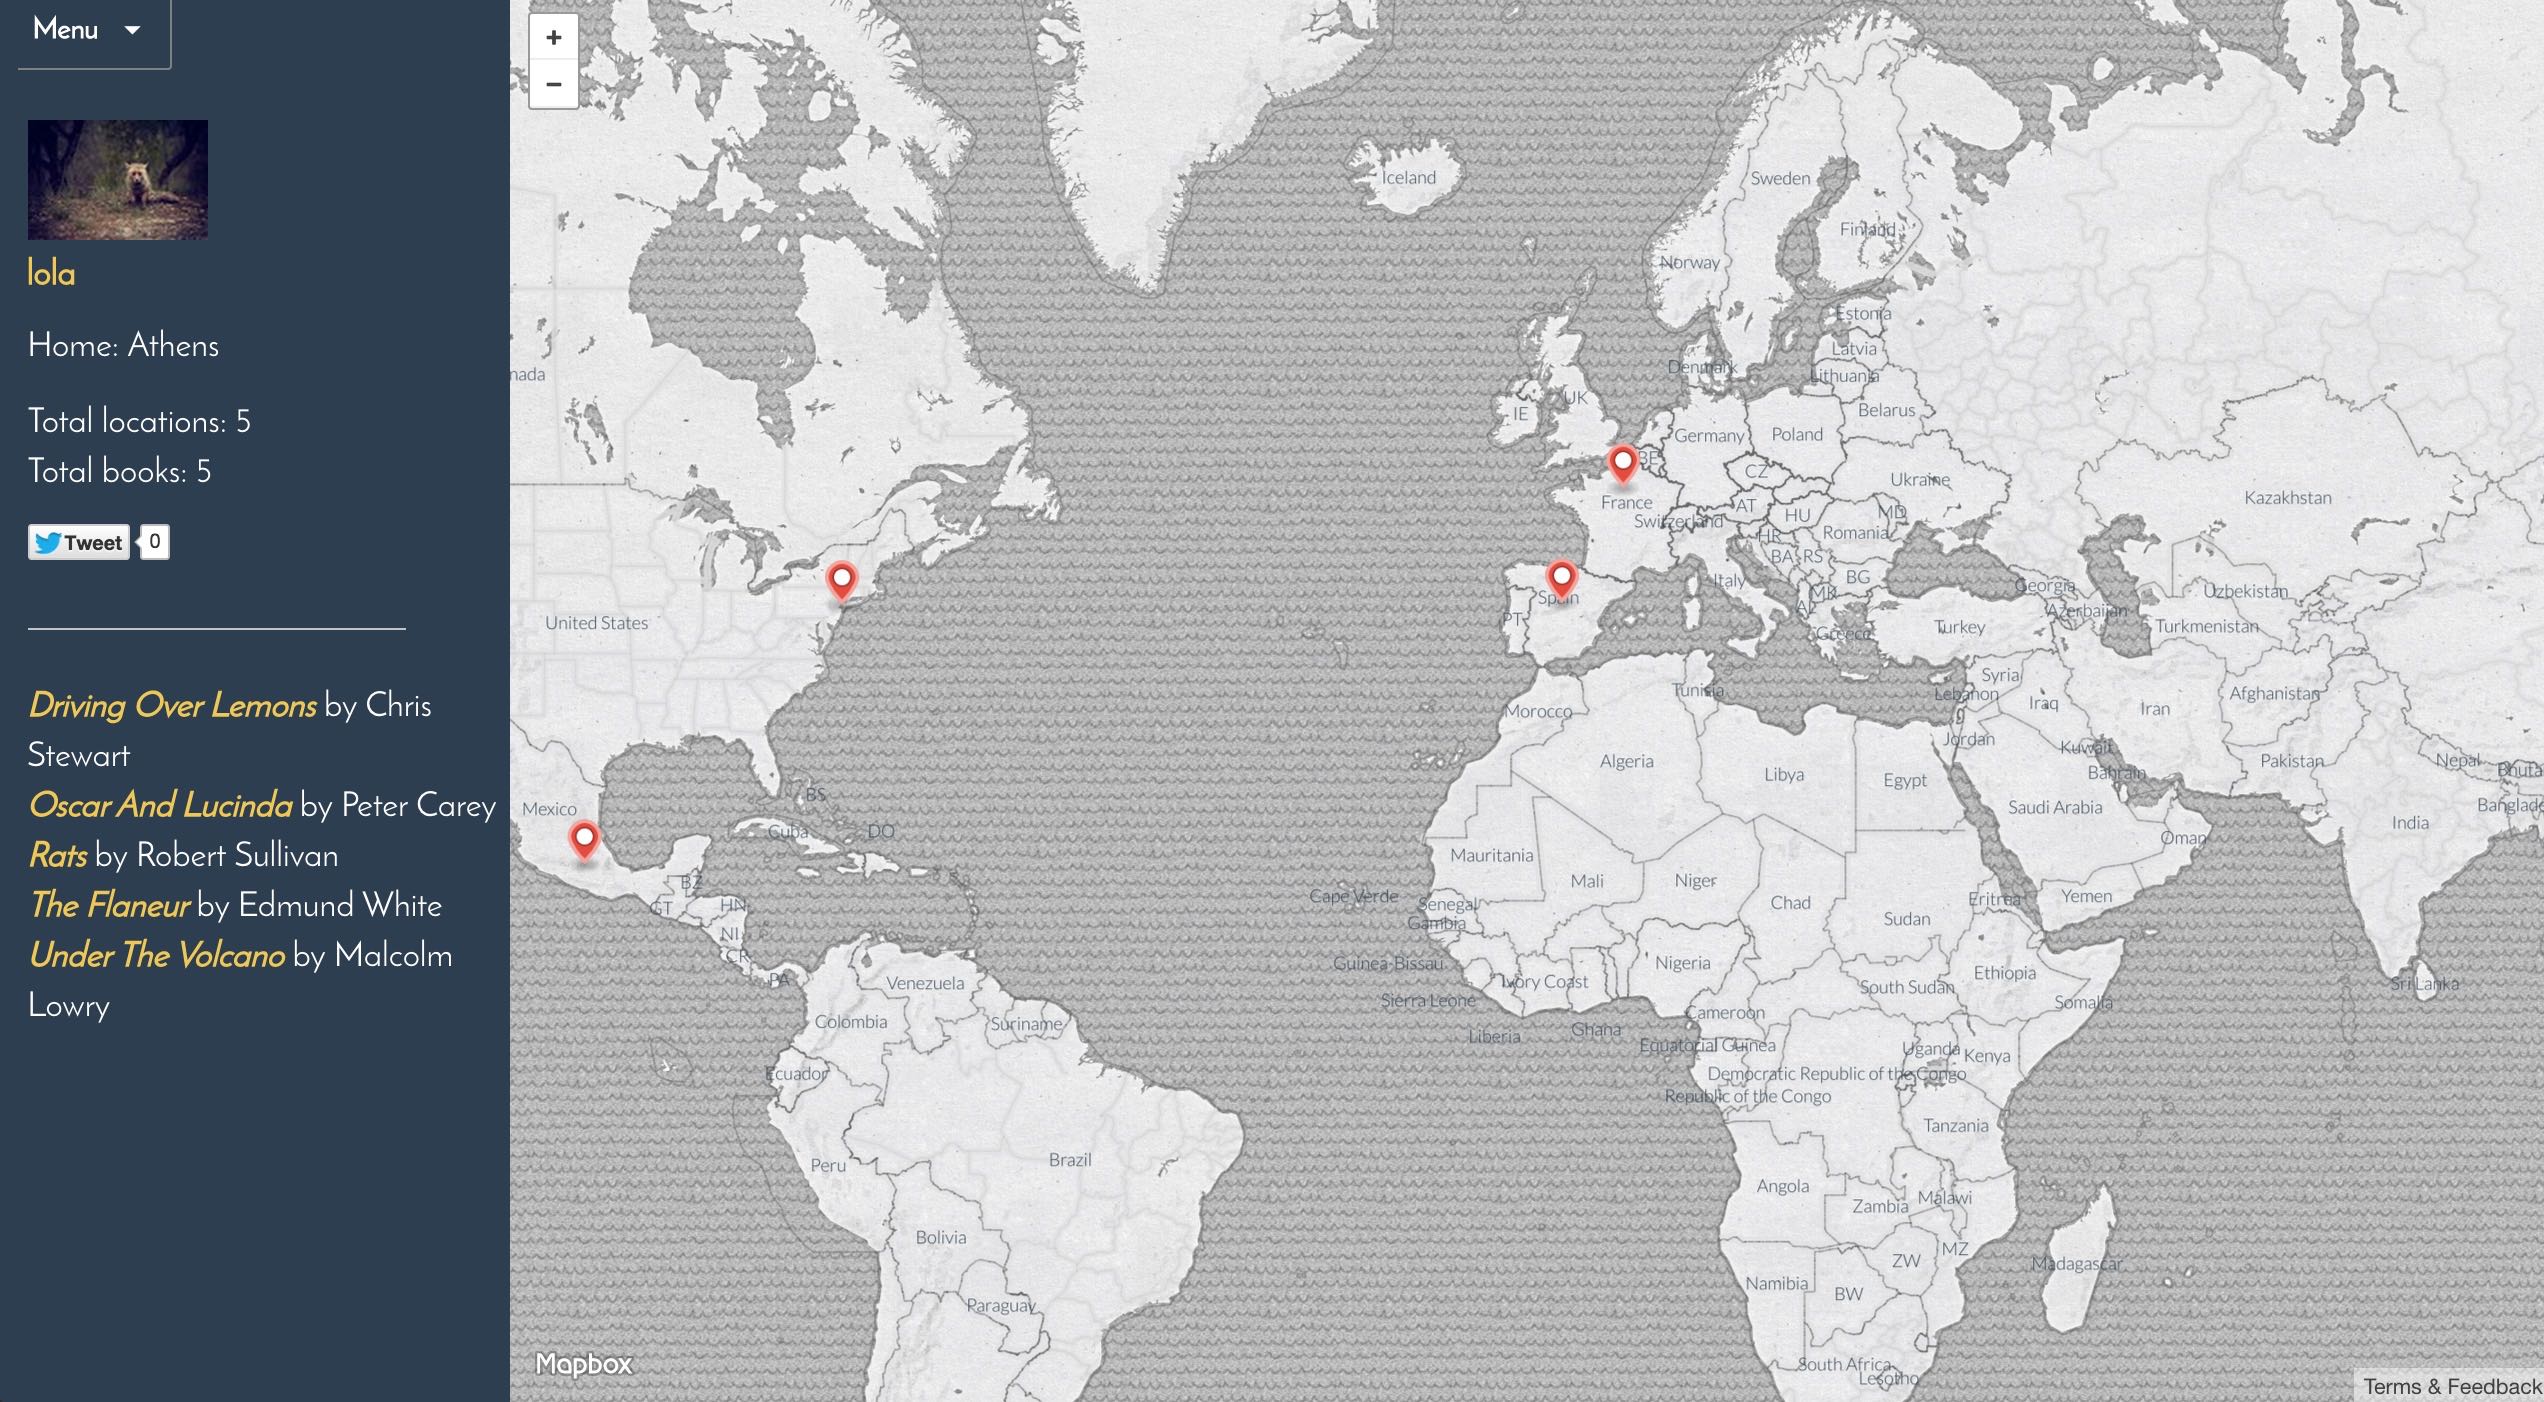 Menu
lola
Home: Athens
Total locations: 5
Total books: 5
Tweet 0
Driving Over Lemons by Chris
Stewart
Oscar And Lucinda by Peter Carey
Rats by Robert Sullivan
The Flaneur by Edmund White
Under The Volcano by Malcolm
Lowry
+
−
Iceland
Sweden
Finland
Norway
Estonia
Latvia
Denmark
Lithuania
nada
UK
IE
Belarus
Germany
Poland
BE
CZ
Ukraine
Kazakhstan
France
AT
Switzerland
HU
MD
Romania
HR
BA
RS
Italy
BG
Georgia
Uzbekistan
Spain
MK
AL
Azerbaijan
United States
PT
Greece
Turkey
Turkmenistan
Syria
Tunisia
Lebanon
Afghanistan
Morocco
Iraq
Iran
Jordan
Kuwait
Algeria
Libya
Egypt
Bahrain
Pakistan
Nepal
Bhuta
BS
Mexico
Saudi Arabia
Banglade
India
Cuba
DO
Oman
Mauritania
Mali
Niger
BZ
Cape Verde
Senegal
Chad
Eritrea
Yemen
GT
HN
Gambia
Sudan
NI
CR
Guinea-Bissau
Nigeria
PA
Venezuela
Ivory Coast
Ethiopia
South Sudan
Sri Lanka
Sierra Leone
Somalia
Colombia
Suriname
Cameroon
Liberia
Ghana
Equatorial Guinea
Uganda
Kenya
Ecuador
Democratic Republic of the Congo
Republic of the Congo
Tanzania
Peru
Brazil
Angola
Zambia
Malawi
Bolivia
MZ
ZW
Madagascar
Namibia
BW
Paraguay
South Africa
Lesotho
Mapbox
Terms & Feedback